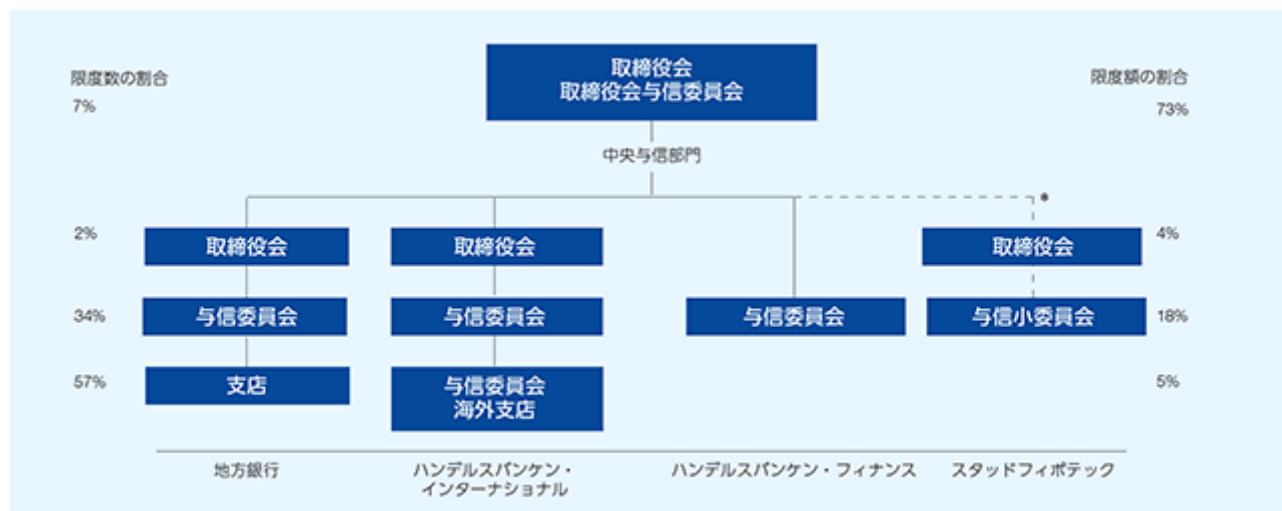 取締役会
取締役会与信委員会
限度数の割合
7%
限度額の割合
73%
中央与信部門
*
2%
取締役会
取締役会
取締役会
4%
34%
与信委員会
与信委員会
与信委員会
与信小委員会
18%
57%
支店
与信委員会
海外支店
5%
地方銀行
ハンデルスバンケン・
インターナショナル
ハンデルスバンケン・フィナンス
スタッドフィポテック